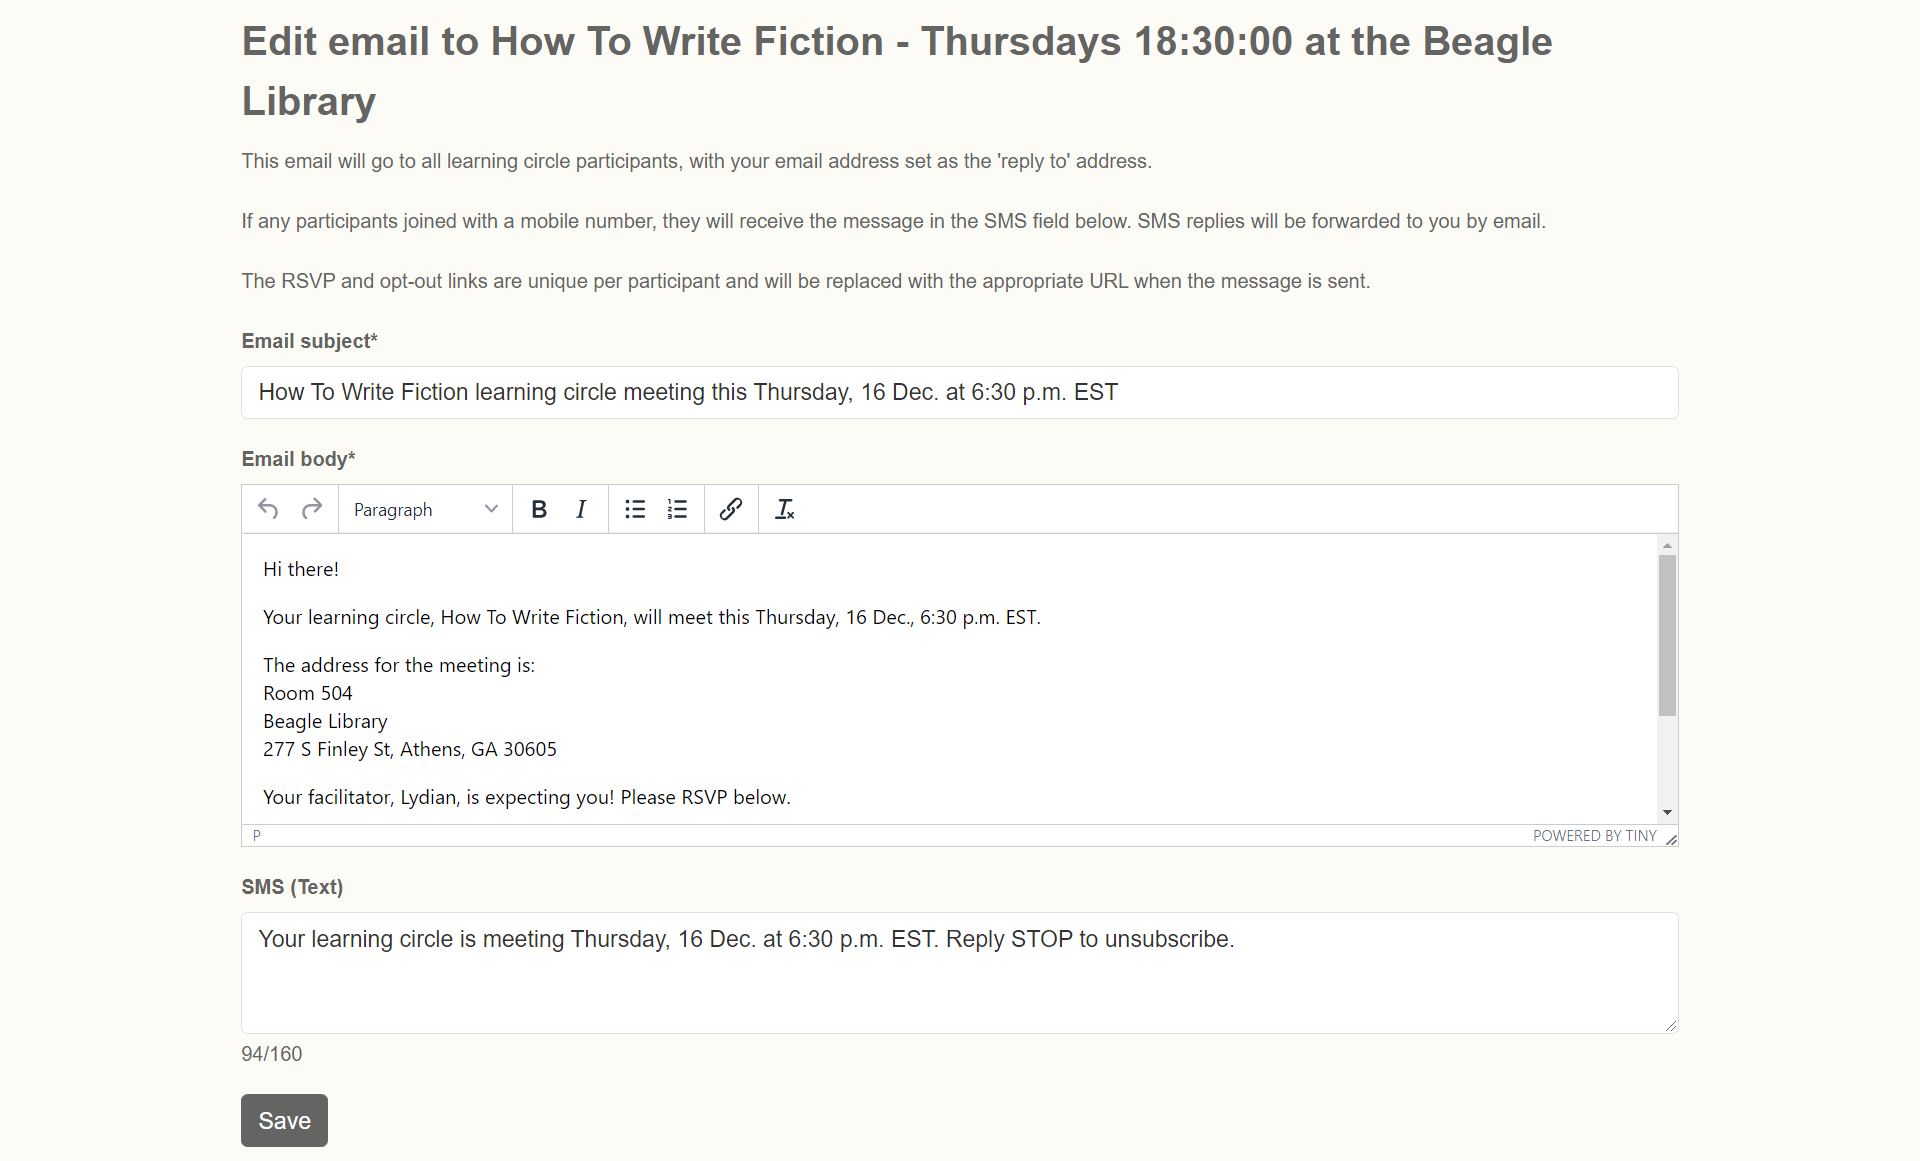 Edit email to How To Write Fiction - Thursdays 18:30:00 at the Beagle
Library
This email will go to all learning circle participants, with your email address set as the 'reply to' address.
If any participants joined with a mobile number, they will receive the message in the SMS field below. SMS replies will be forwarded to you by email.
The RSVP and opt-out links are unique per participant and will be replaced with the appropriate URL when the message is sent.
Email subject*
How To Write Fiction learning circle meeting this Thursday, 16 Dec. at 6:30 p.m. EST
Email body*
Paragraph B I
Hi there!
Your learning circle, How To Write Fiction, will meet this Thursday, 16 Dec., 6:30 p.m. EST.
The address for the meeting is:
Room 504
Beagle Library
277 S Finley St, Athens, GA 30605
Your facilitator, Lydian, is expecting you! Please RSVP below.
P POWERED BY TINY
SMS (Text)
Your learning circle is meeting Thursday, 16 Dec. at 6:30 p.m. EST. Reply STOP to unsubscribe.
94/160
Save